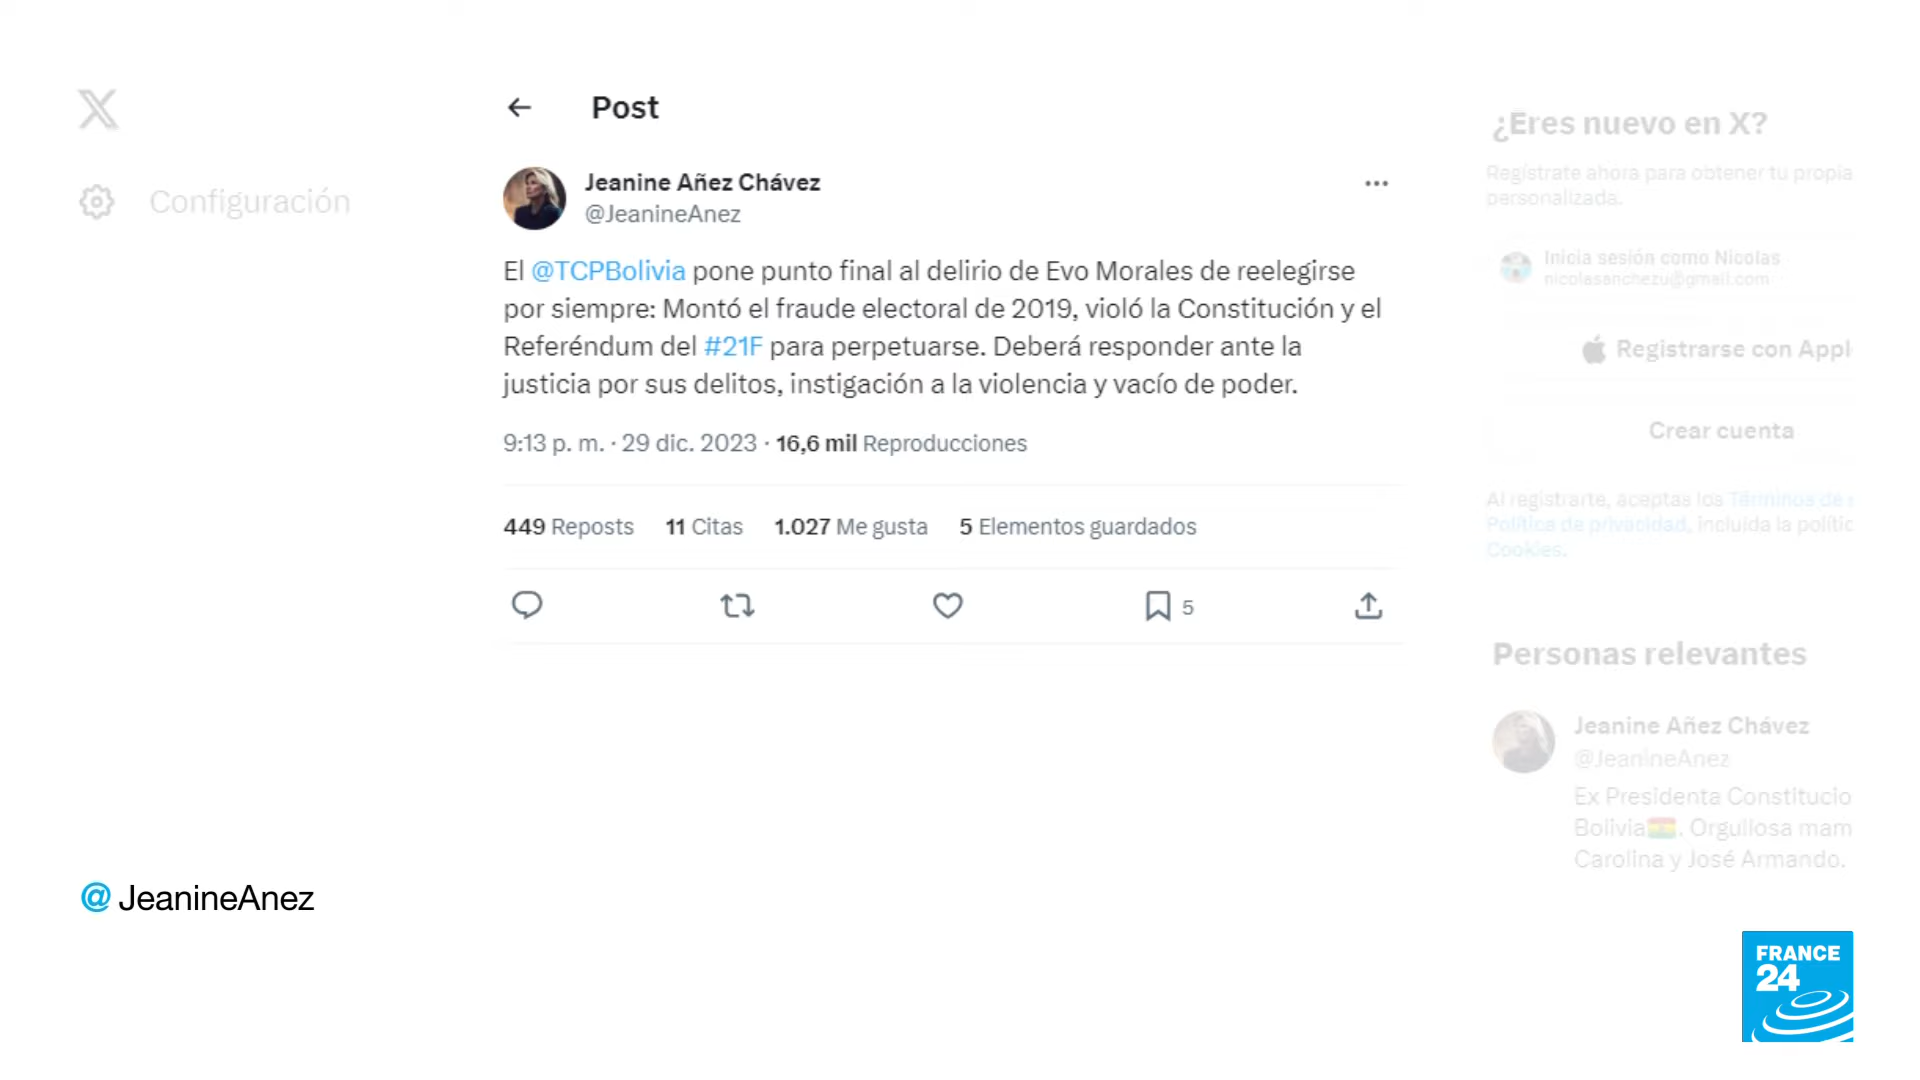 Post
Configuración
Jeanine Añez Chávez
@JeanineAnez
El @TCPBolivia pone punto final al delirio de Evo Morales de reelegirse
por siempre: Montó el fraude electoral de 2019, violó la Constitución y el
Referéndum del #21F para perpetuarse. Deberá responder ante la
justicia por sus delitos, instigación a la violencia y vacío de poder.
9:13 p. m. · 29 dic. 2023 · 16,6 mil Reproducciones
449 Reposts 11 Citas 1.027 Me gusta 5 Elementos guardados
5
¿Eres nuevo en X?
Regístrate ahora para obtener tu propia
personalizada.
Inicia sesión como Nicolas
nicolasanchezu@gmail.com
Registrarse con Appl
Crear cuenta
Al registrarte, aceptas los Términos de
Política de privacidad, incluida la polític
Cookies.
Personas relevantes
Jeanine Añez Chávez
@JeanineAnez
Ex Presidenta Constitucio
Bolivia🇧🇴. Orgullosa mam
Carolina y José Armando.
@JeanineAnez
FRANCE
24